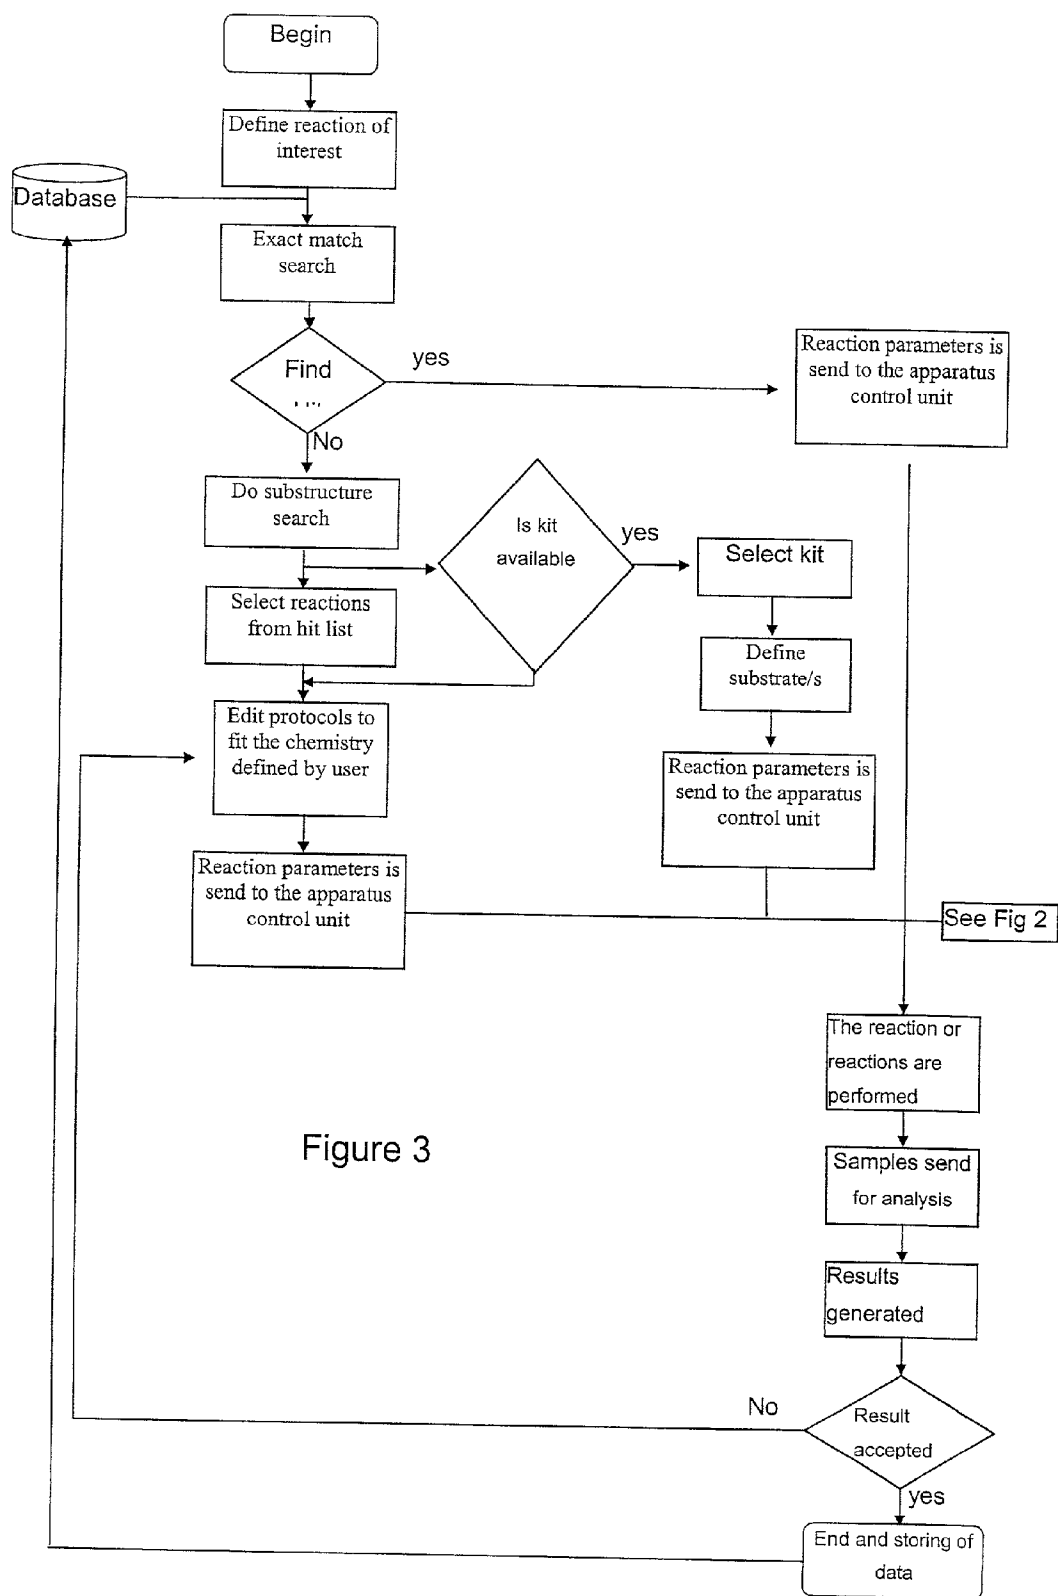 Begin
Define reaction of
interest
Database
Exact match
search
Find
yes
No
Reaction parameters is
send to the apparatus
control unit
Do substructure
search
Is kit
available
yes
Select kit
Select reactions
from hit list
Define
substrate/s
Edit protocols to
fit the chemistry
defined by user
Reaction parameters is
send to the apparatus
control unit
Reaction parameters is
send to the apparatus
control unit
See Fig 2
The reaction or
reactions are
performed
Figure 3
Samples send
for analysis
Results
generated
No
Result
accepted
yes
End and storing of
data